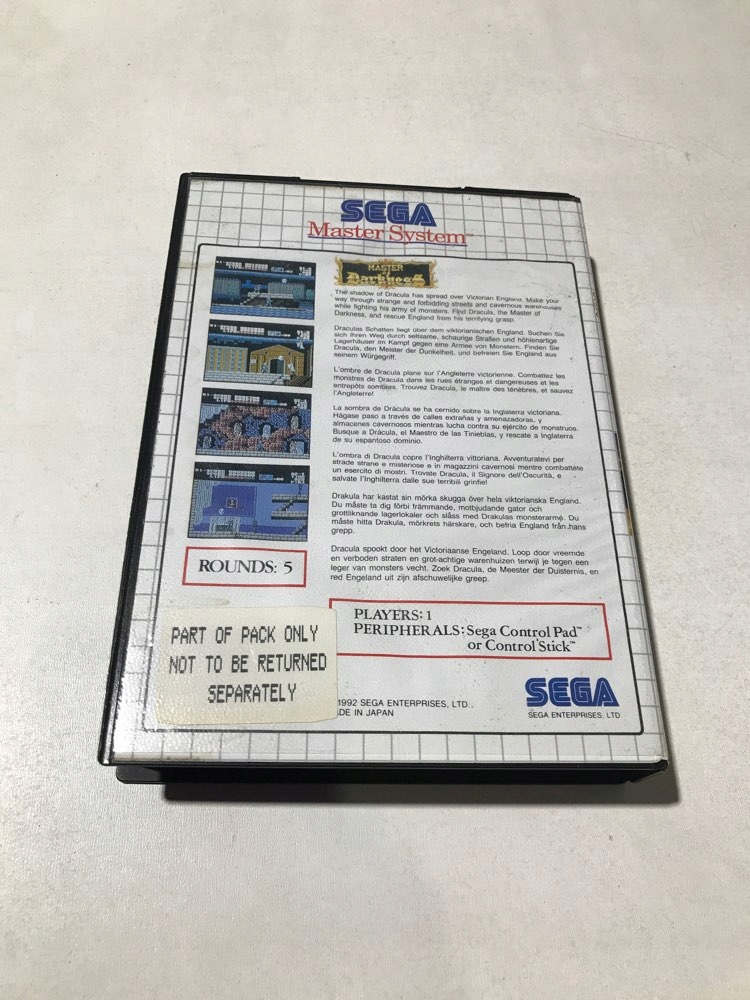 SEGA
Master System™
MASTER
of
Darkness
The shadow of Dracula has spread over Victorian England. Make your
way through strange and forbidding streets and cavernous warehouses
while fighting his army of monsters. Find Dracula, the Master of
Darkness, and rescue England from his terrifying grasp.
Draculas Schatten liegt über dem viktorianischen England. Suchen Sie
sich Ihren Weg durch seltsame, schaurige Straßen und höhlenartige
Lagerhäuser im Kampf gegen eine Armee von Monstern. Finden Sie
Dracula, den Meister der Dunkelheit, und befreien Sie England aus
seinem Würgegriff.
L'ombre de Dracula plane sur l'Angleterre victorienne. Combattez les
monstres de Dracula dans les rues étranges et dangereuses et les
entrepôts sombres. Trouvez Dracula, le maître des ténèbres, et sauvez
l'Angleterre!
La sombra de Drácula se ha cernido sobre la Inglaterra victoriana.
Hágase paso a través de calles extrañas y amenazadoras, y
almacenes cavernosos mientras lucha contra su ejército de monstruos.
Busque a Drácula, el Maestro de las Tinieblas, y rescate a Inglaterra
de su espantoso dominio.
L'ombra di Dracula copre l'Inghilterra vittoriana. Avventuratevi per
strade strane e misteriose e in magazzini cavernosi mentre combattete
un esercito di mostri. Trovate Dracula, il Signore dell'Oscurità, e
salvate l'Inghilterra dalle sue terribili grinfie!
Drakula har kastat sin mörka skugga över hela viktorianska England.
Du måste ta dig förbi främmande, motbjudande gator och
grottliknande lagerlokaler och slåss med Drakulas monsterarmé. Du
måste hitta Drakula, mörkrets härskare, och befria England från hans
grepp.
Dracula spookt door het Victoriaanse Engeland. Loop door vreemde
en verboden straten en grot-achtige warenhuizen terwijl je tegen een
leger van monsters vecht. Zoek Dracula, de Meester der Duisternis, en
red Engeland uit zijn afschuwelijke greep.
ROUNDS: 5
PLAYERS: 1
PERIPHERALS: Sega Control Pad™
or Control Stick™
PART OF PACK ONLY
NOT TO BE RETURNED
SEPARATELY
1992 SEGA ENTERPRISES, LTD.
DE IN JAPAN
SEGA
SEGA ENTERPRISES, LTD